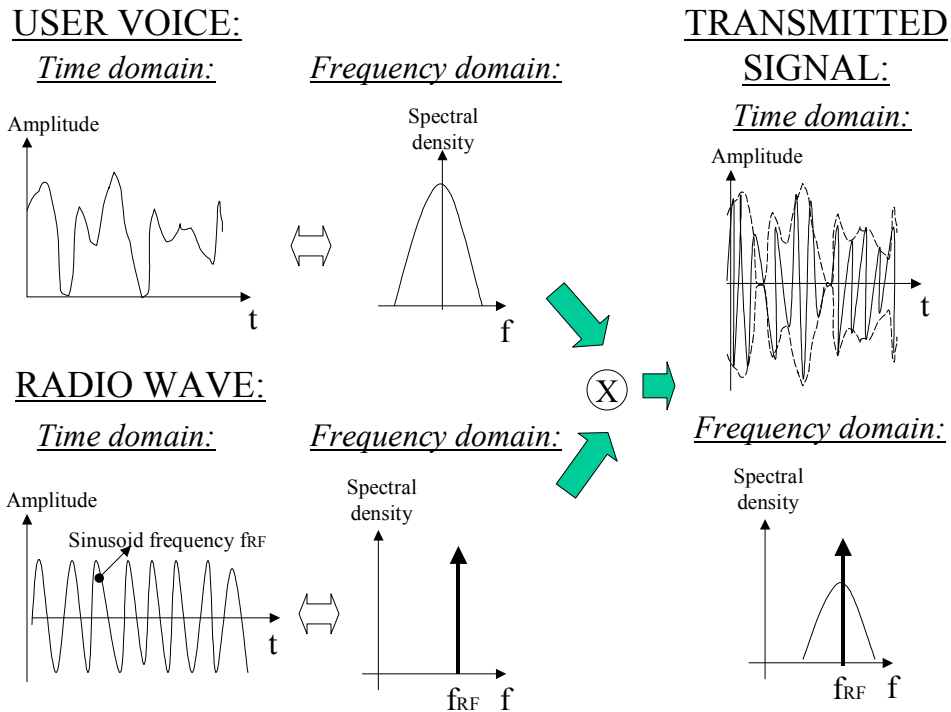 USER VOICE:
Time domain:
Frequency domain:
Amplitude
t
Spectral
density
f
RADIO WAVE:
Time domain:
Frequency domain:
Amplitude
Sinusoid frequency fRF
t
Spectral
density
fRF
f
X
TRANSMITTED
SIGNAL:
Time domain:
Amplitude
t
Frequency domain:
Spectral
density
fRF
f